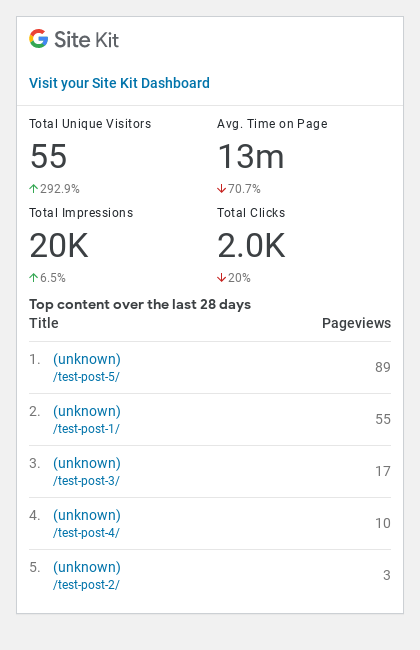 Site Kit
Visit your Site Kit Dashboard
Total Unique Visitors
55
↑292.9%
Avg. Time on Page
13m
↓70.7%
Total Impressions
20K
↑6.5%
Total Clicks
2.0K
↓20%
Top content over the last 28 days
Title Pageviews
1. (unknown) 89
/test-post-5/
2. (unknown) 55
/test-post-1/
3. (unknown) 17
/test-post-3/
4. (unknown) 10
/test-post-4/
5. (unknown) 3
/test-post-2/